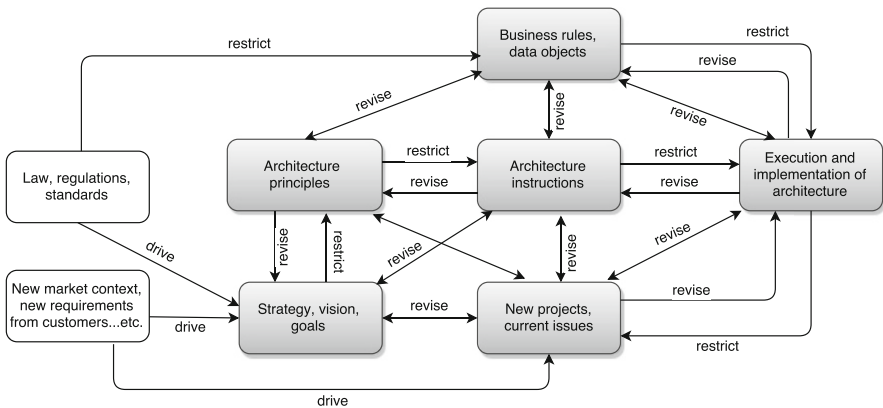 Business rules,
data objects
restrict
restrict
revise
revise
revise
revise
Law, regulations,
standards
Architecture
principles
restrict
revise
Architecture
instructions
restrict
revise
Execution and
implementation of
architecture
drive
revise
restrict
revise
revise
revise
New market context,
new requirements
from customers...etc.
drive
Strategy, vision,
goals
revise
New projects,
current issues
revise
restrict
drive